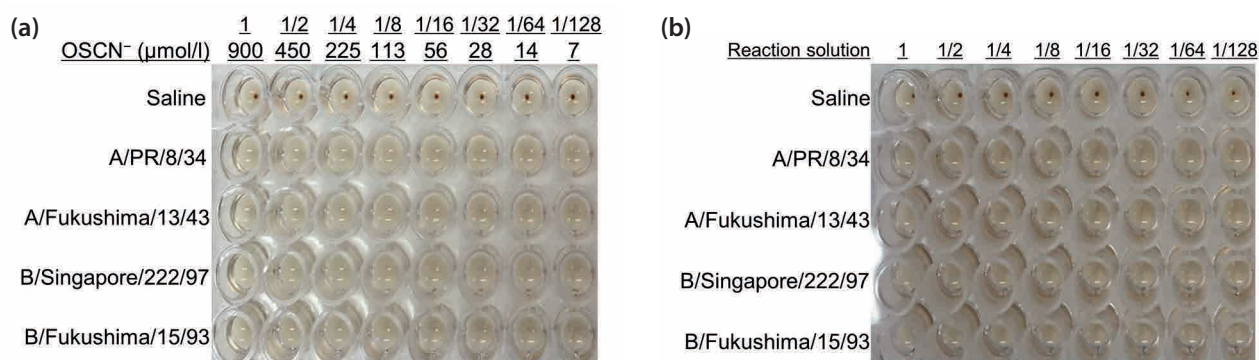 (a)
1 1/2 1/4 1/8 1/16 1/32 1/64 1/128
OSCN⁻ (µmol/l) 900 450 225 113 56 28 14 7
Saline
A/PR/8/34
A/Fukushima/13/43
B/Singapore/222/97
B/Fukushima/15/93
(b)
Reaction solution 1 1/2 1/4 1/8 1/16 1/32 1/64 1/128
Saline
A/PR/8/34
A/Fukushima/13/43
B/Singapore/222/97
B/Fukushima/15/93